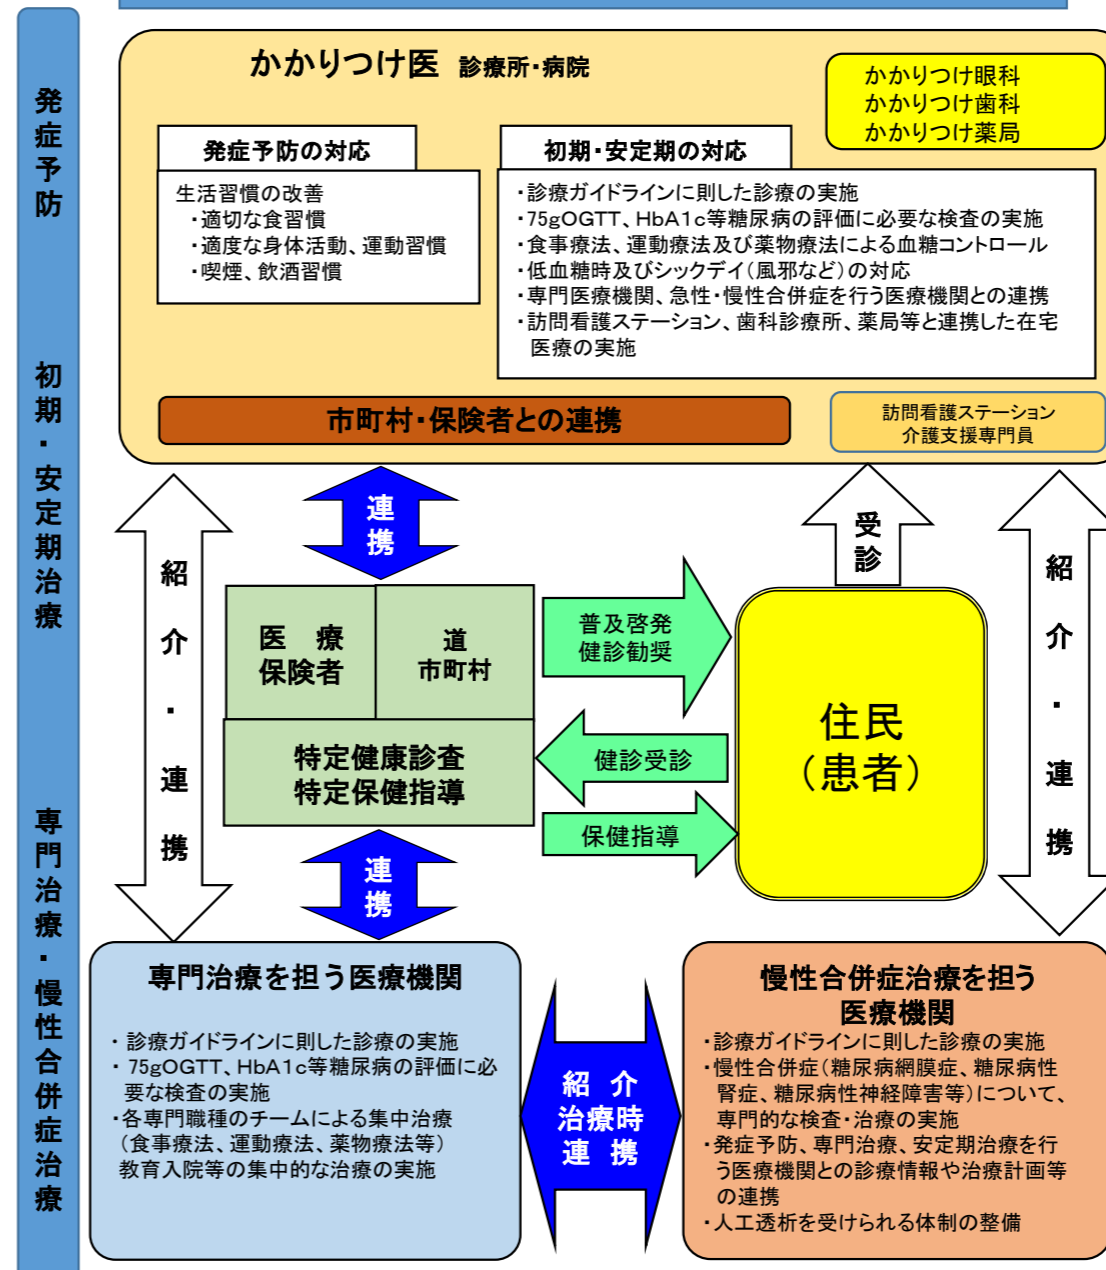 発症予防
初期・安定期治療
専門治療・慢性合併症治療
かかりつけ医 診療所・病院
かかりつけ眼科
かかりつけ歯科
かかりつけ薬局
発症予防の対応
生活習慣の改善
・適切な食習慣
・適度な身体活動、運動習慣
・喫煙、飲酒習慣
初期・安定期の対応
・診療ガイドラインに則した診療の実施
・75gOGTT、HbA1c等糖尿病の評価に必要な検査の実施
・食事療法、運動療法及び薬物療法による血糖コントロール
・低血糖時及びシックデイ（風邪など）の対応
・専門医療機関、急性・慢性合併症を行う医療機関との連携
・訪問看護ステーション、歯科診療所、薬局等と連携した在宅
医療の実施
市町村・保険者との連携
訪問看護ステーション
介護支援専門員
紹介・連携
連携
受診
紹介・連携
医　療
保険者
道
市町村
特定健康診査
特定保健指導
普及啓発
健診勧奨
健診受診
保健指導
住民
（患者）
連携
専門治療を担う医療機関
・ 診療ガイドラインに則した診療の実施
・ 75gOGTT、HbA1c等糖尿病の評価に必
要な検査の実施
・各専門職種のチームによる集中治療
（食事療法、運動療法、薬物療法等）
教育入院等の集中的な治療の実施
紹 介
治療時
連 携
慢性合併症治療を担う
医療機関
・診療ガイドラインに則した診療の実施
・慢性合併症（糖尿病網膜症、糖尿病性
腎症、糖尿病性神経障害等）について、
専門的な検査・治療の実施
・発症予防、専門治療、安定期治療を行
う医療機関との診療情報や治療計画等
の連携
・人工透析を受けられる体制の整備